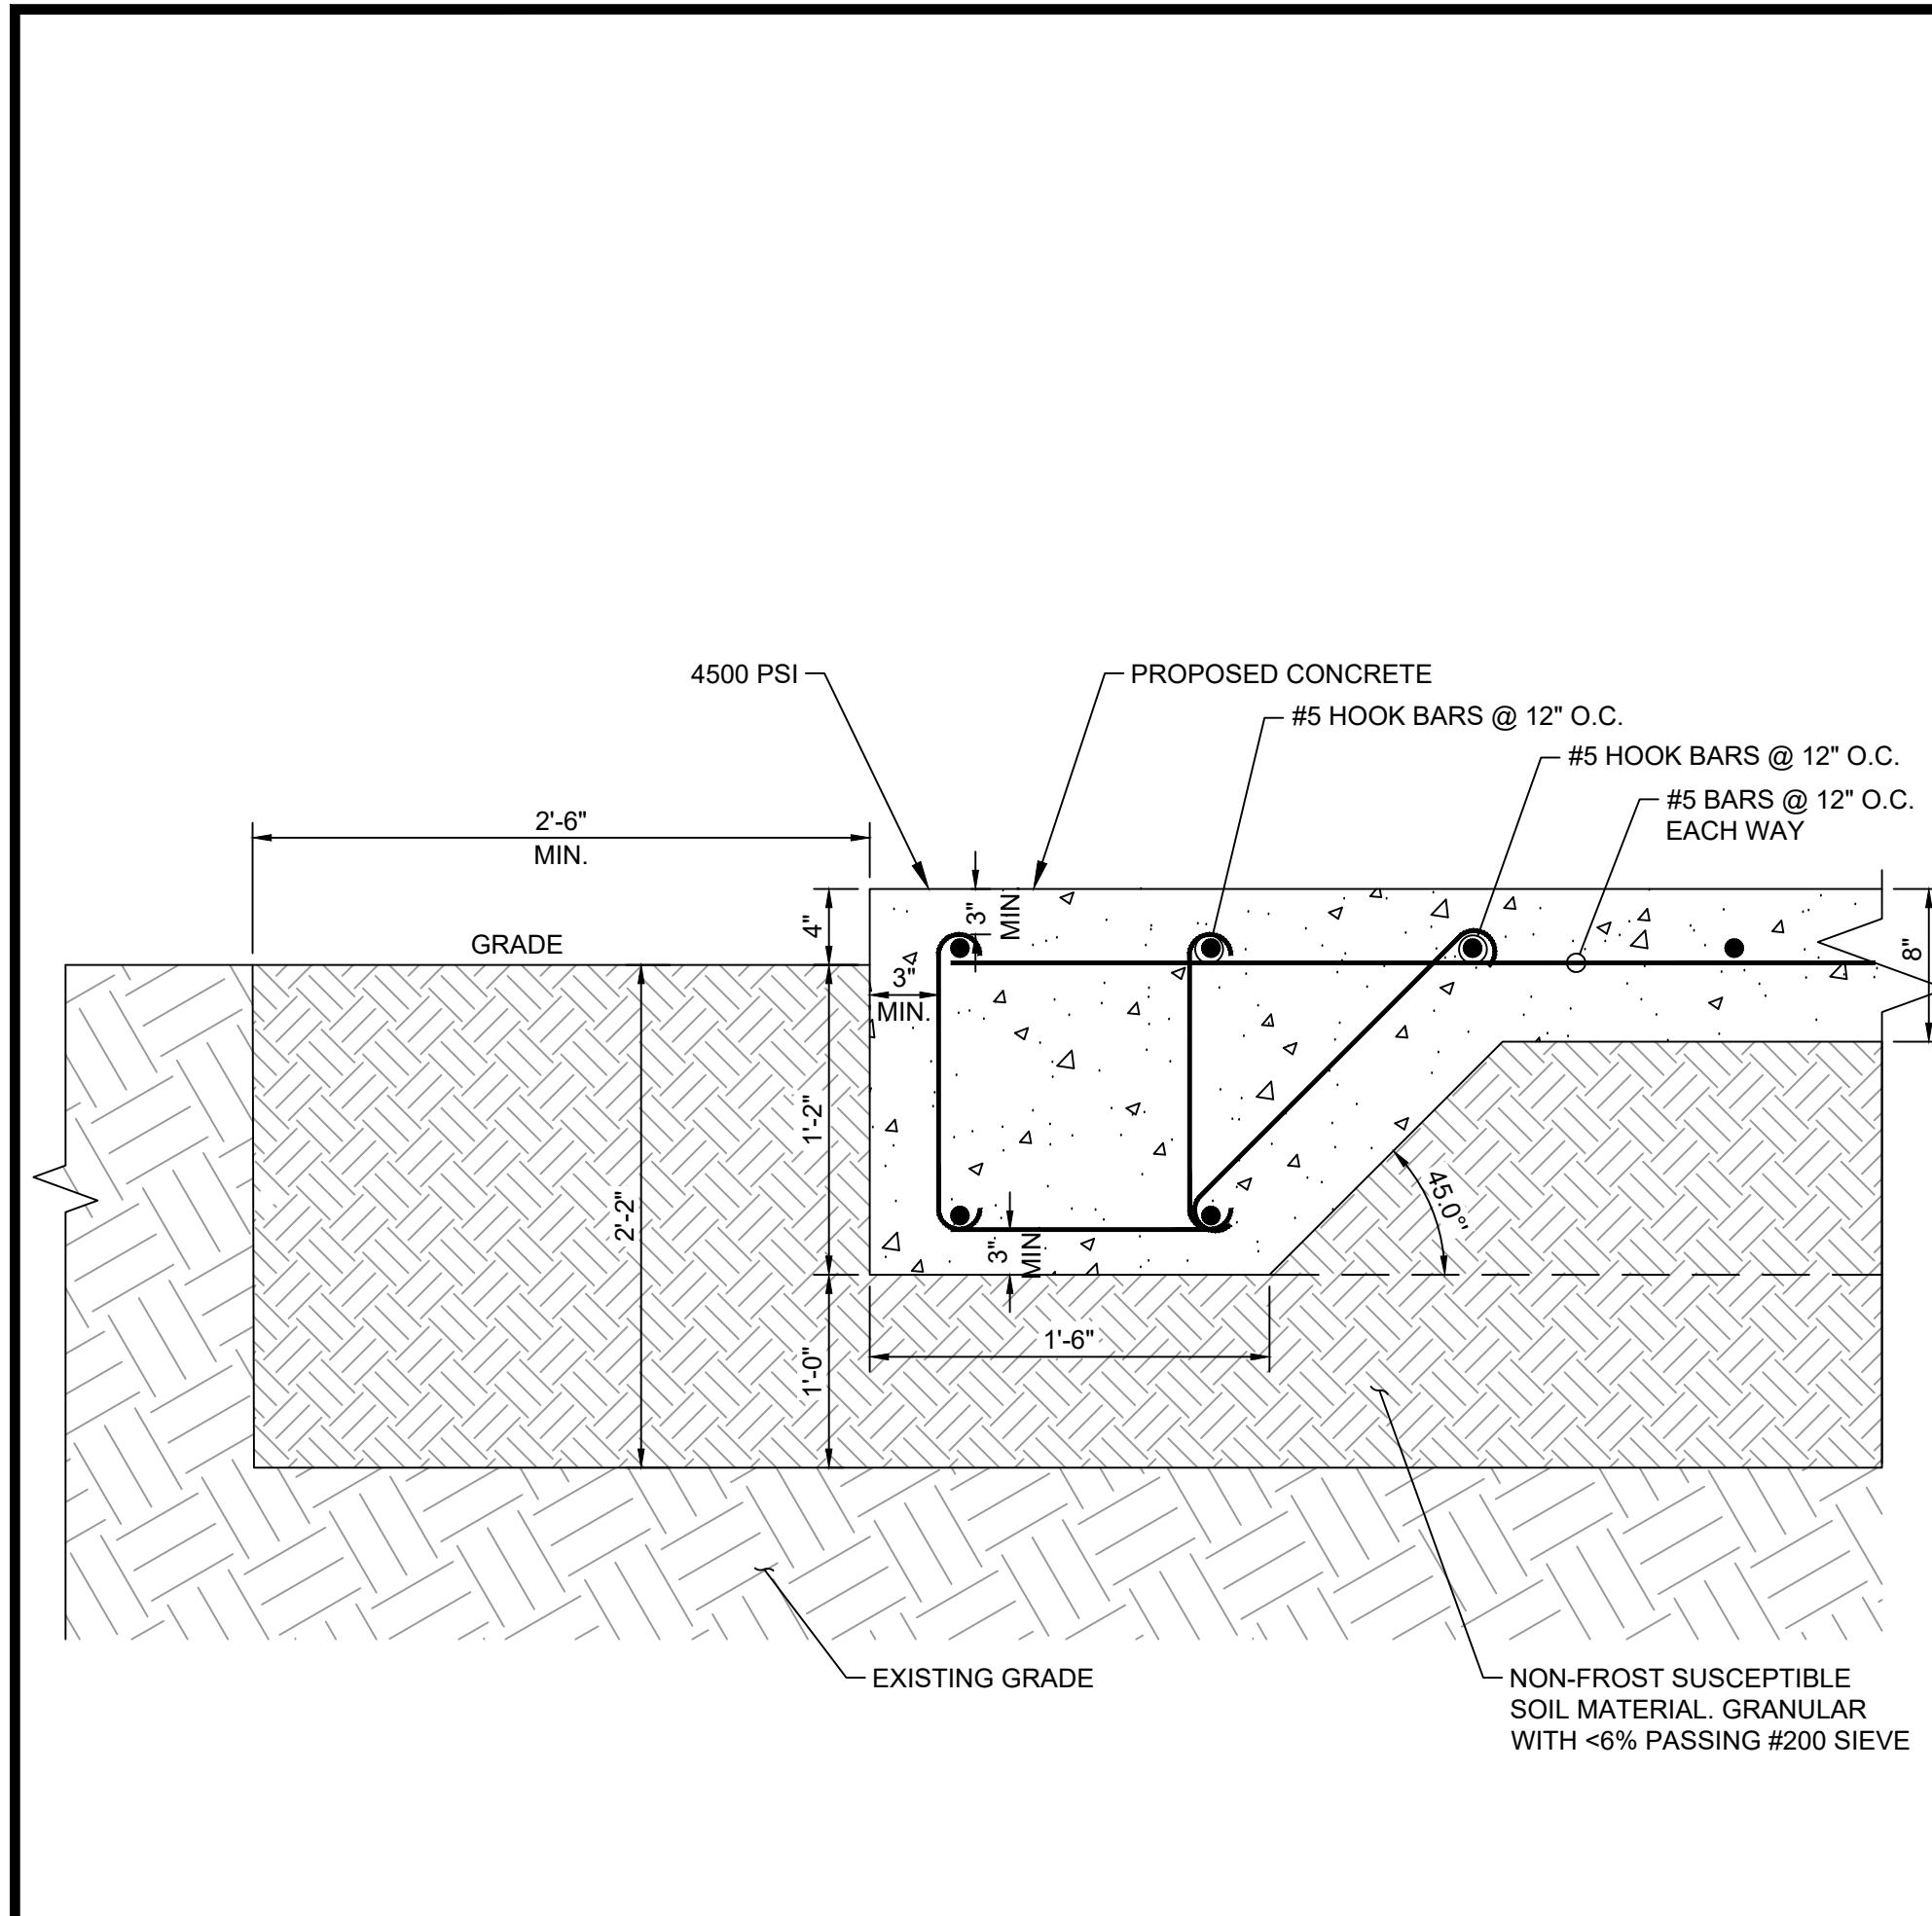 4500 PSI
PROPOSED CONCRETE
#5 HOOK BARS @ 12" O.C.
#5 HOOK BARS @ 12" O.C.
#5 BARS @ 12" O.C.
EACH WAY
2'-6"
MIN.
4"
3"
MIN.
8"
GRADE
3"
MIN.
1'-2"
2'-2"
45.0°
3"
MIN.
1'-6"
1'-0"
EXISTING GRADE
NON-FROST SUSCEPTIBLE
SOIL MATERIAL. GRANULAR
WITH <6% PASSING #200 SIEVE